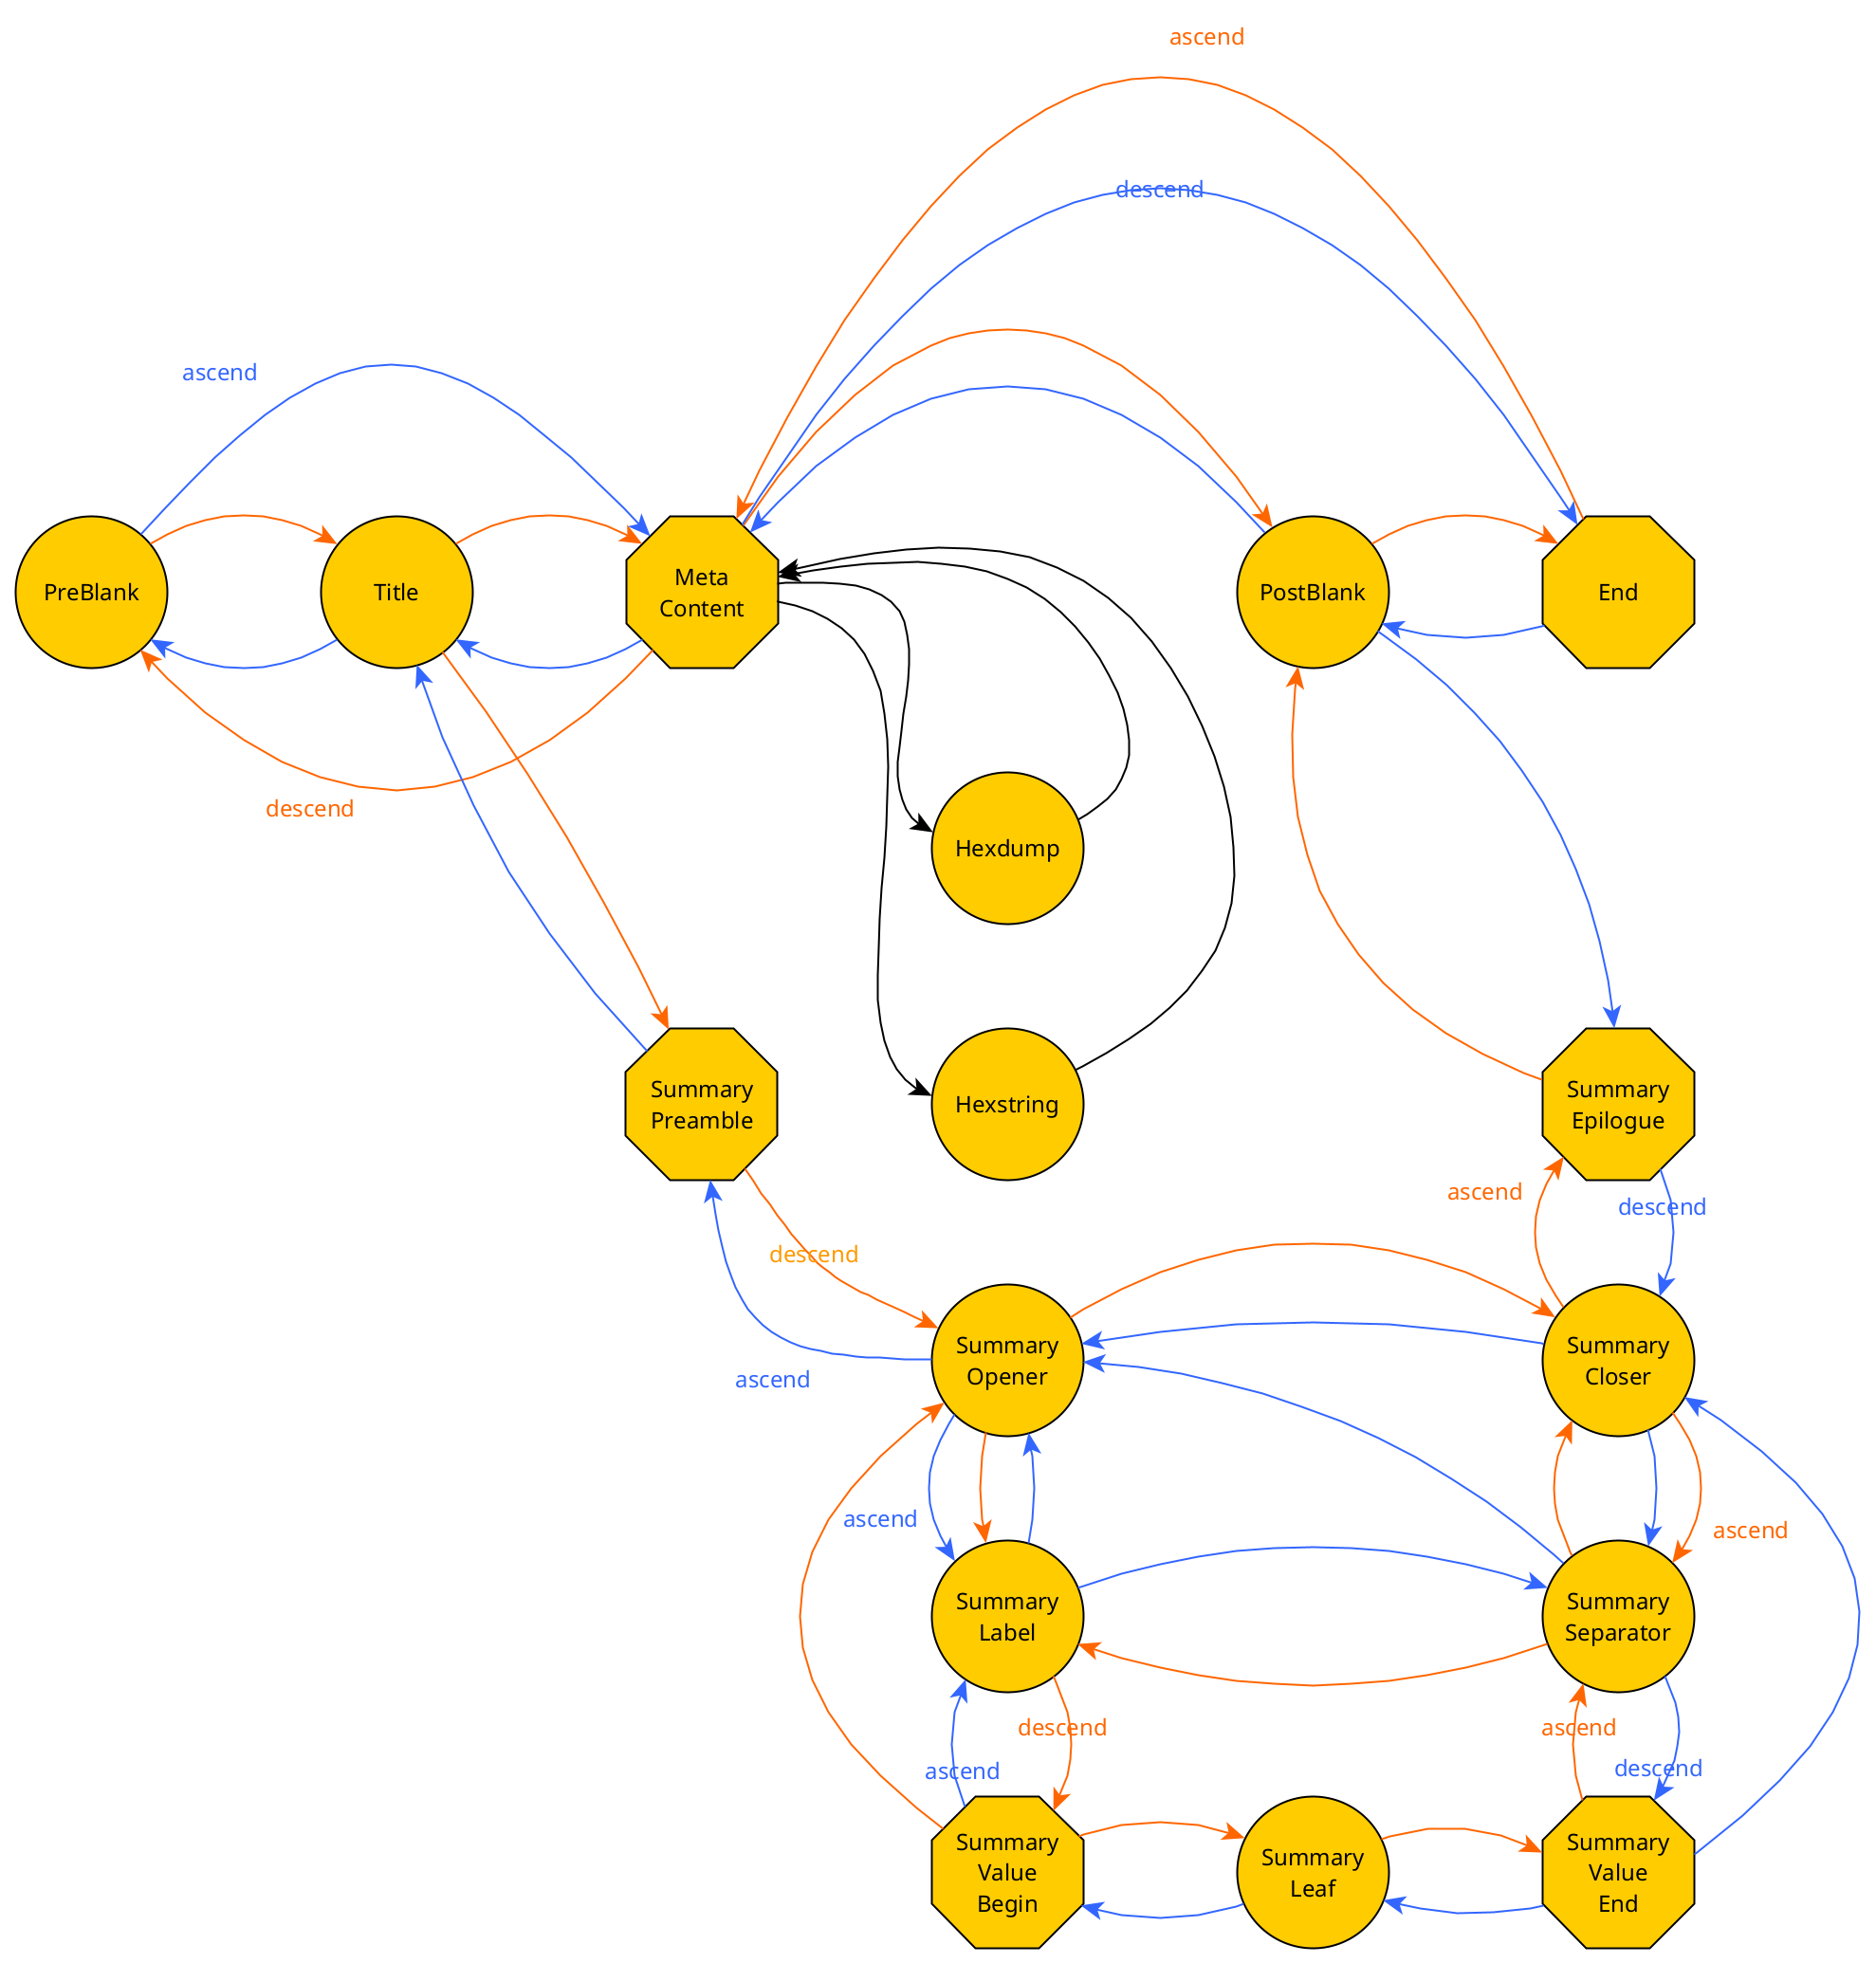 ascend
descend
ascend
PreBlank
Title
Meta
Content
PostBlank
End
descend
Hexdump
Summary
Preamble
Hexstring
Summary
Epilogue
ascend
descend
descend
Summary
Opener
Summary
Closer
ascend
ascend
ascend
Summary
Label
Summary
Separator
descend
ascend
ascend
descend
Summary
Value
Begin
Summary
Leaf
Summary
Value
End